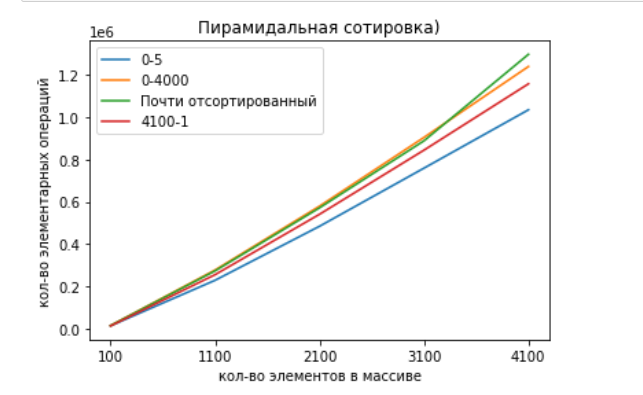 Пирамидальная сотировка)
1e6
0-5
0-4000
Почти отсортированный
4100-1
кол-во элементарных операций
1.2
1.0
0.8
0.6
0.4
0.2
0.0
100 1100 2100 3100 4100
кол-во элементов в массиве